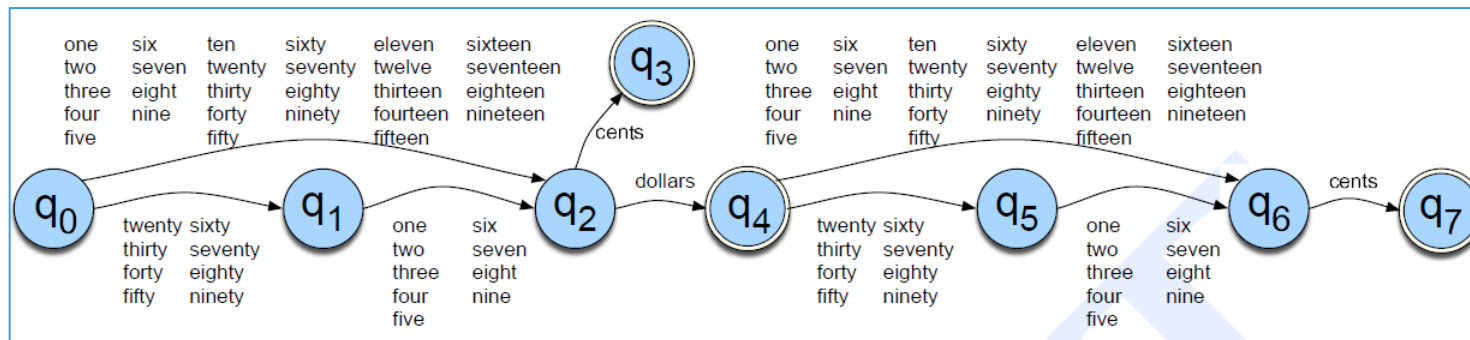 one six ten sixty eleven sixteen
two seven twenty seventy twelve seventeen
three eight thirty eighty thirteen eighteen
four nine forty ninety fourteen nineteen
five fifty fifteen
q3
one six ten sixty eleven sixteen
two seven twenty seventy twelve seventeen
three eight thirty eighty thirteen eighteen
four nine forty ninety fourteen nineteen
five fifty fifteen
cents
dollars
cents
q0 q1 q2 q4 q5 q6 q7
twenty sixty
thirty seventy
forty eighty
fifty ninety
one six
two seven
three eight
four nine
five
twenty sixty
thirty seventy
forty eighty
fifty ninety
one six
two seven
three eight
four nine
five